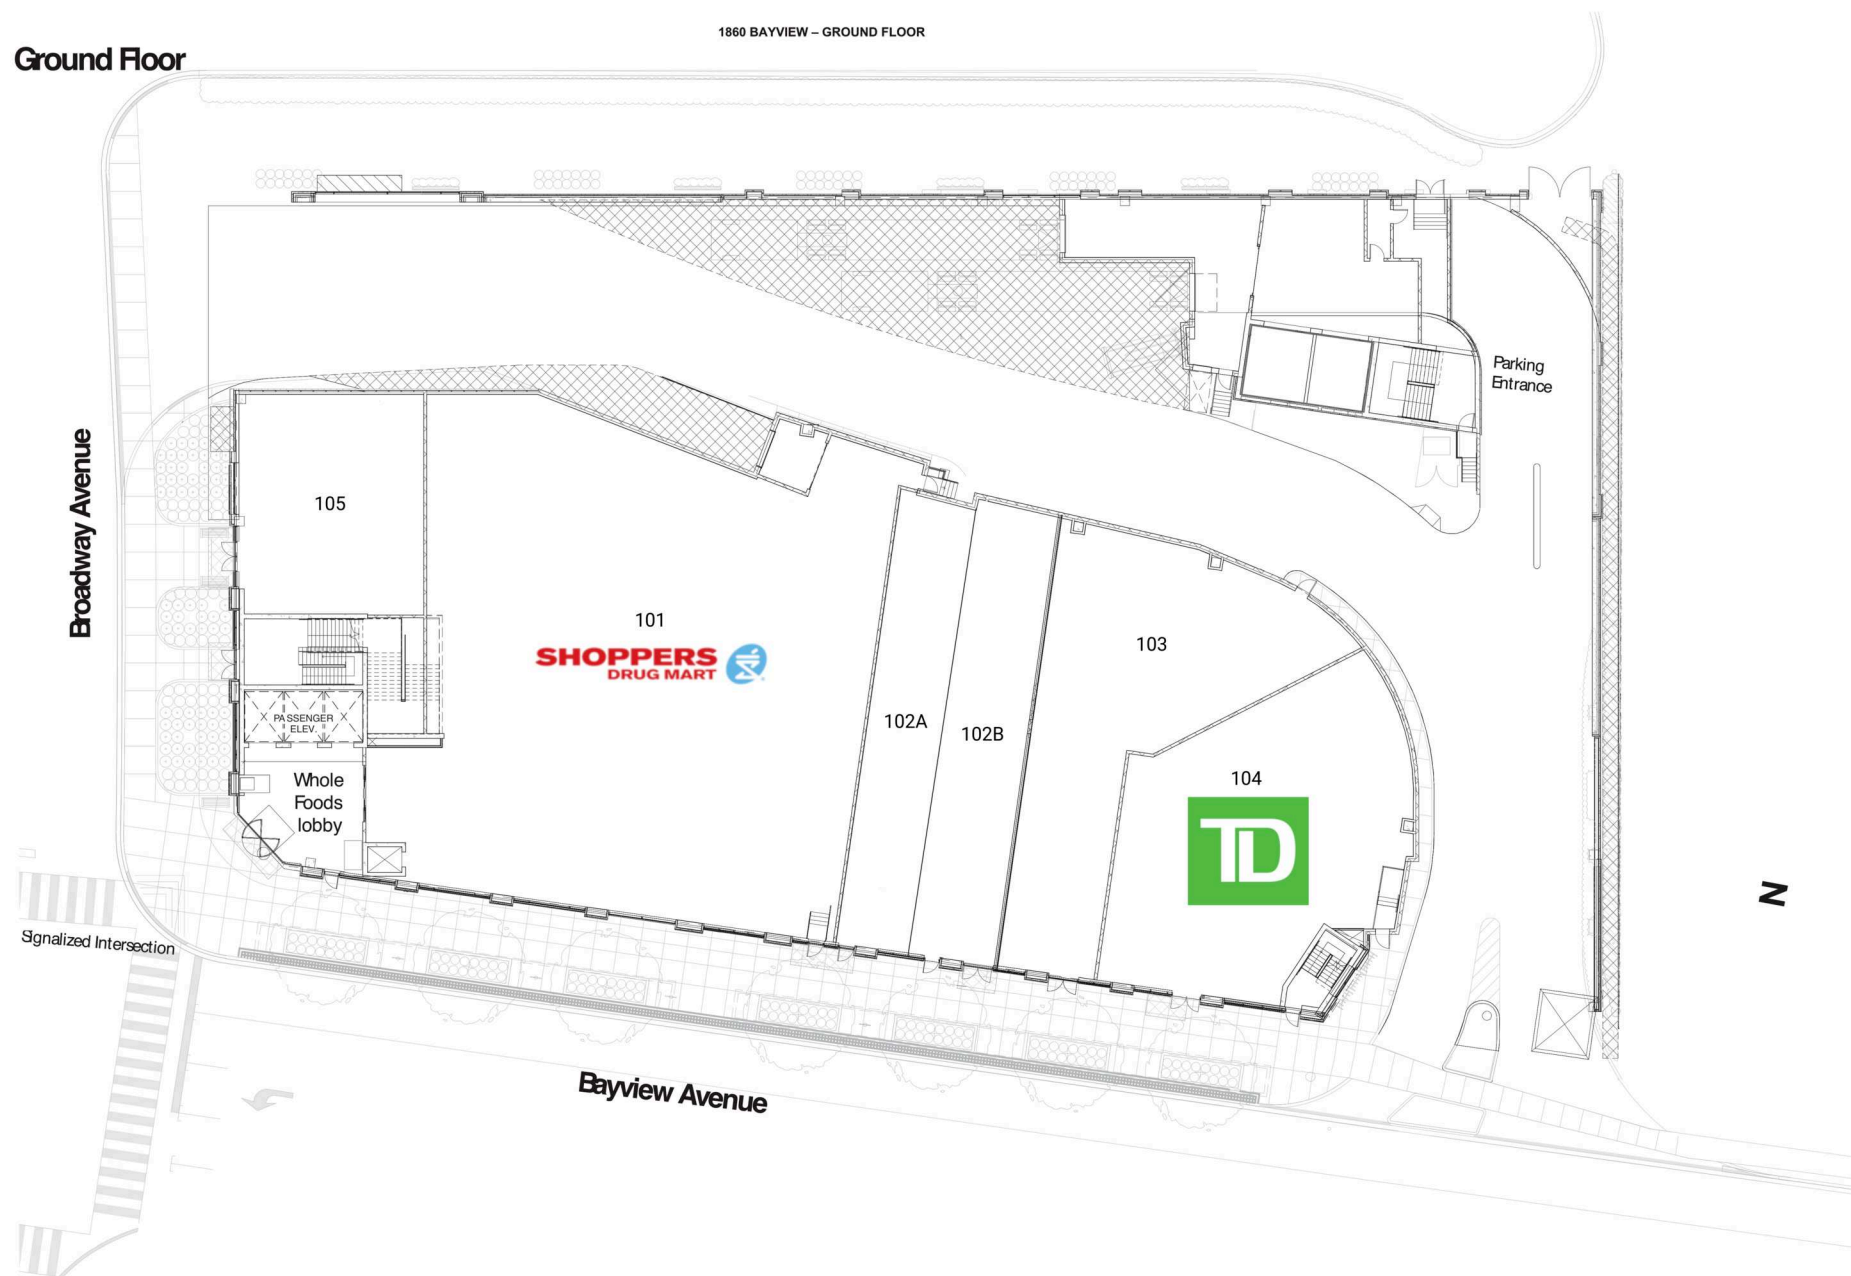 1860 BAYVIEW – GROUND FLOOR
Ground Floor
Parking
Entrance
Broadway Avenue
105
101
SHOPPERS
DRUG MART
102A
102B
103
104
TD
PASSENGER
ELEV.
Whole
Foods
lobby
N
Signalized Intersection
Bayview Avenue